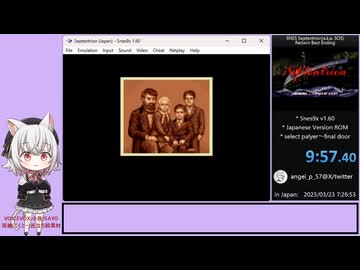 Septentrion (Japan) - Snes9x 1.60
File Emulation Input Sound Video Cheat Netplay Help
SNES Septentrion(a.k.a. SOS)
Redwin Best Ending
Septentrion
* Snes9x v1.60
* Japanese Version ROM
* select palyer～final door
9:57.40
angel_p_57@X/twitter
in Japan: 2025/03/23 7:26:53
VOICEVOX:小夜/SAYO